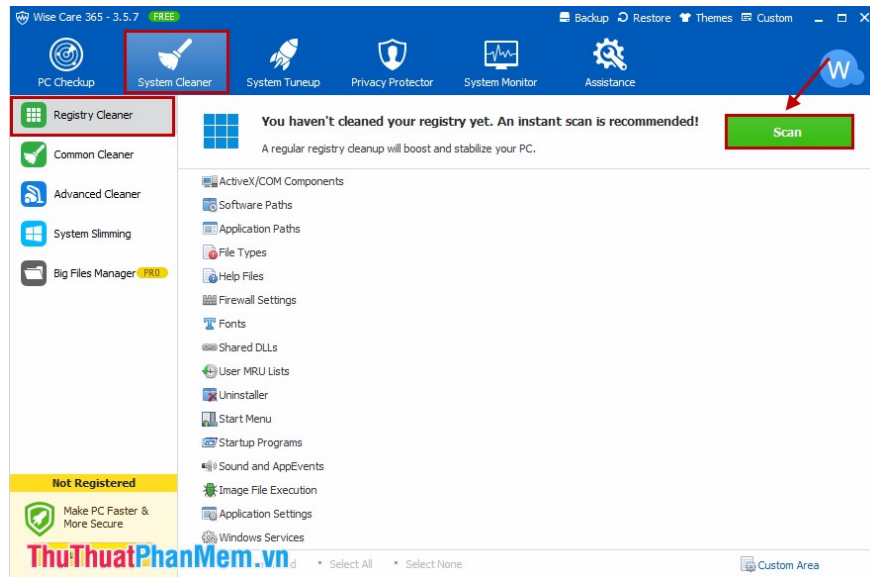 Wise Care 365 - 3.5.7 FREE
Backup Restore Themes Custom
PC Checkup System Cleaner System Tuneup Privacy Protector System Monitor Assistance
W
Registry Cleaner
Common Cleaner
Advanced Cleaner
System Slimming
Big Files Manager PRO
You haven't cleaned your registry yet. An instant scan is recommended!
A regular registry cleanup will boost and stabilize your PC.
Scan
ActiveX/COM Components
Software Paths
Application Paths
File Types
Help Files
Firewall Settings
Fonts
Shared DLLs
User MRU Lists
Uninstaller
Start Menu
Startup Programs
Sound and AppEvents
Image File Execution
Application Settings
Windows Services
Not Registered
Make PC Faster &
More Secure
ThuThuatPhanMem.vn
Select All Select None
Custom Area